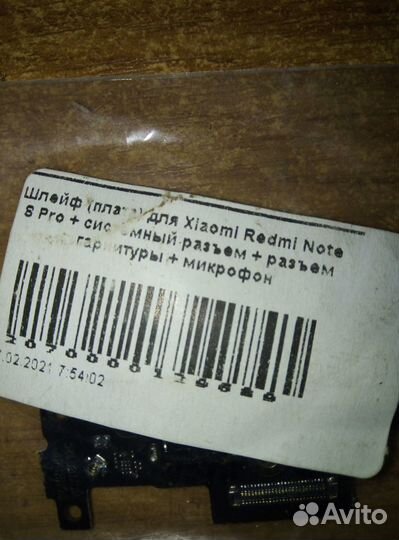 Шлейф (плата) для Xiaomi Redmi Note
8 Pro + системный разъем + разъем
гарнитуры + микрофон
7.02.2021 7:54:02
Avito